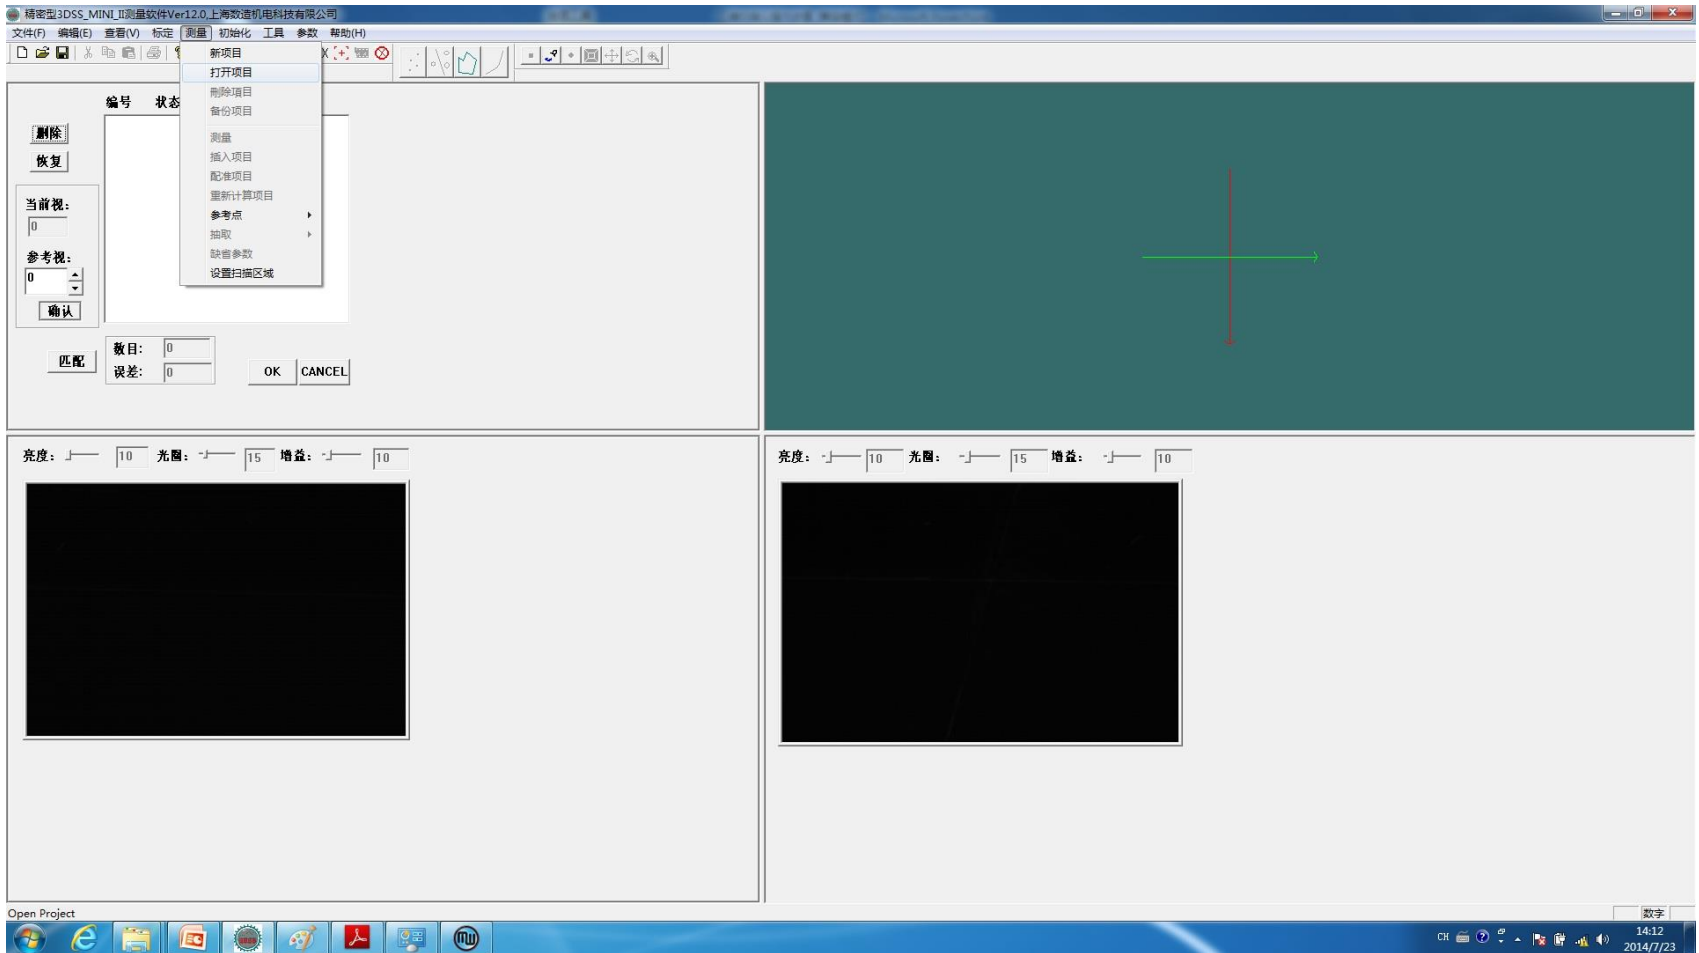 精密型3DSS_MINI_II测量软件Ver12.0,上海数造机电科技有限公司
文件(F) 编辑(E) 查看(V) 标定 测量 初始化 工具 参数 帮助(H)
新项目
打开项目
删除项目
备份项目
测量
插入项目
配准项目
重新计算项目
参考点
抽取
缺省参数
设置扫描区域
编号 状态
删除
恢复
当前视:
0
参考视:
0
确认
匹配
数目: 0
误差: 0
OK CANCEL
亮度: 10 光圈: 15 增益: 10
亮度: 10 光圈: 15 增益: 10
Open Project
数字
CH
14:12
2014/7/23